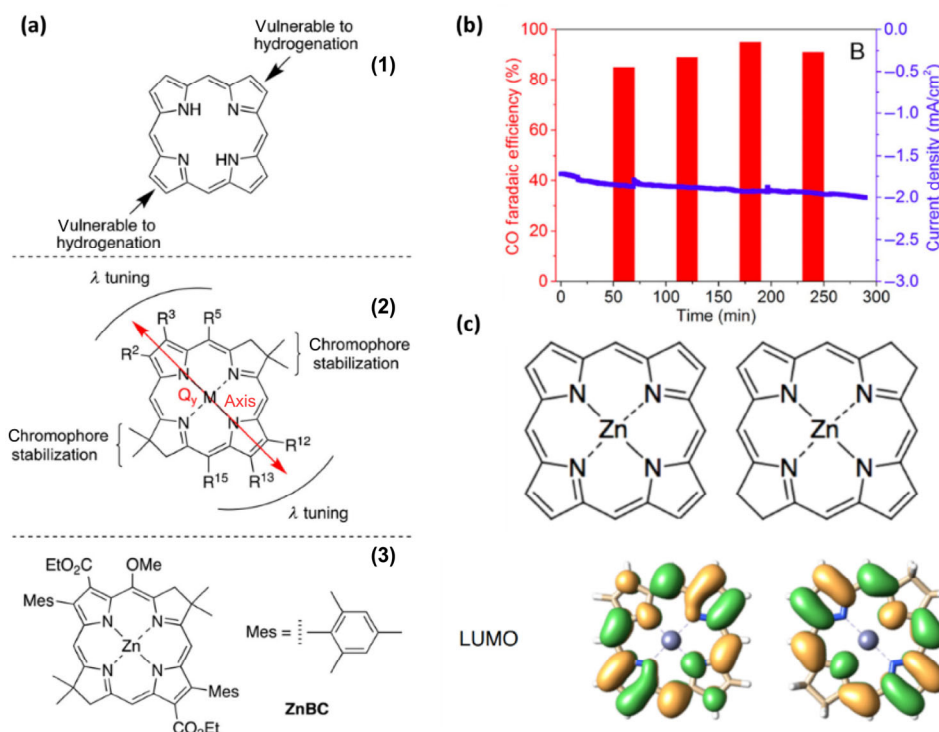 (a)
Vulnerable to
hydrogenation
(1)
NH
N
N
HN
Vulnerable to
hydrogenation
λ tuning
(2)
R³
R⁵
R²
Chromophore
stabilization
N
N
Qy
M
Axis
N
N
Chromophore
stabilization
R¹²
R¹⁵
R¹³
λ tuning
(3)
EtO₂C
OMe
Mes
N
N
Zn
N
N
Mes
CO₂Et
Mes =
ZnBC
(b)
B
CO faradaic efficiency (%)
100
80
60
40
20
0
0
50
100
150
200
250
300
Time (min)
0.0
−0.5
−1.0
−1.5
−2.0
−2.5
−3.0
Current density (mA/cm²)
(c)
N
N
Zn
N
N
N
N
Zn
N
N
LUMO